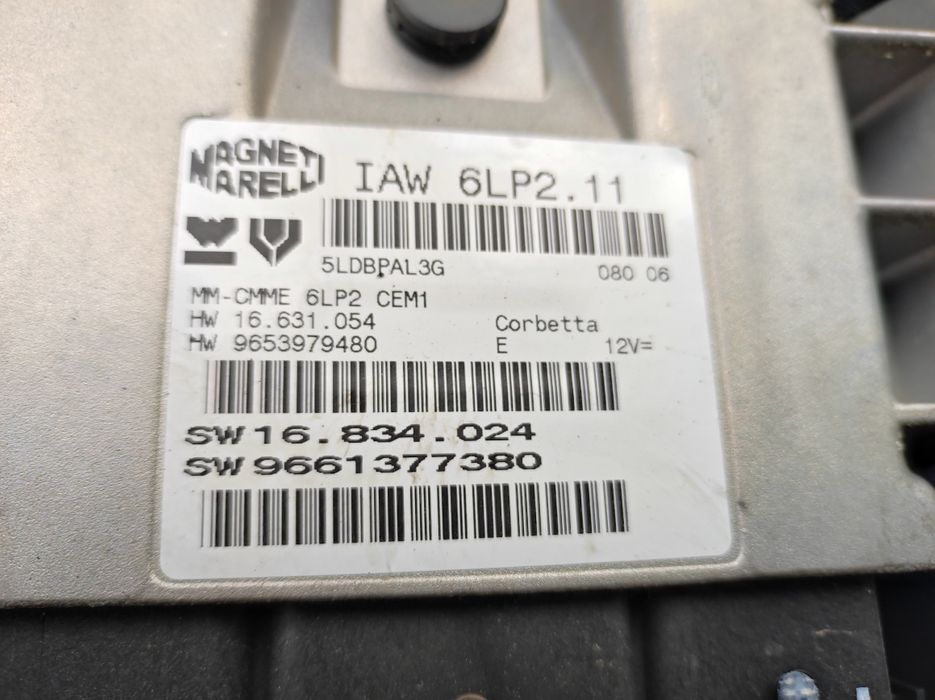 MAGNETI
MARELLI
IAW 6LP2.11
5LDBPAL3G 080 06
MM-CMME 6LP2 CEM1
HW 16.631.054 Corbetta
HW 9653979480 E 12V=
SW 16.834.024
SW 9661377380